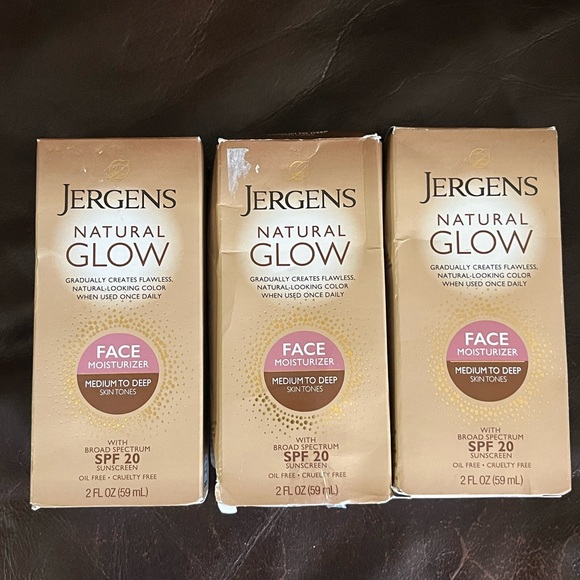 JERGENS
NATURAL
GLOW
GRADUALLY CREATES FLAWLESS,
NATURAL-LOOKING COLOR
WHEN USED ONCE DAILY
FACE
MOISTURIZER
MEDIUM TO DEEP
SKIN TONES
WITH
BROAD SPECTRUM
SPF 20
SUNSCREEN
OIL FREE • CRUELTY FREE
2 FL OZ (59 mL)
JERGENS
NATURAL
GLOW
GRADUALLY CREATES FLAWLESS,
NATURAL-LOOKING COLOR
WHEN USED ONCE DAILY
FACE
MOISTURIZER
MEDIUM TO DEEP
SKIN TONES
WITH
BROAD SPECTRUM
SPF 20
SUNSCREEN
OIL FREE • CRUELTY FREE
2 FL OZ (59 mL)
JERGENS
NATURAL
GLOW
GRADUALLY CREATES FLAWLESS,
NATURAL-LOOKING COLOR
WHEN USED ONCE DAILY
FACE
MOISTURIZER
MEDIUM TO DEEP
SKIN TONES
WITH
BROAD SPECTRUM
SPF 20
SUNSCREEN
OIL FREE • CRUELTY FREE
2 FL OZ (59 mL)